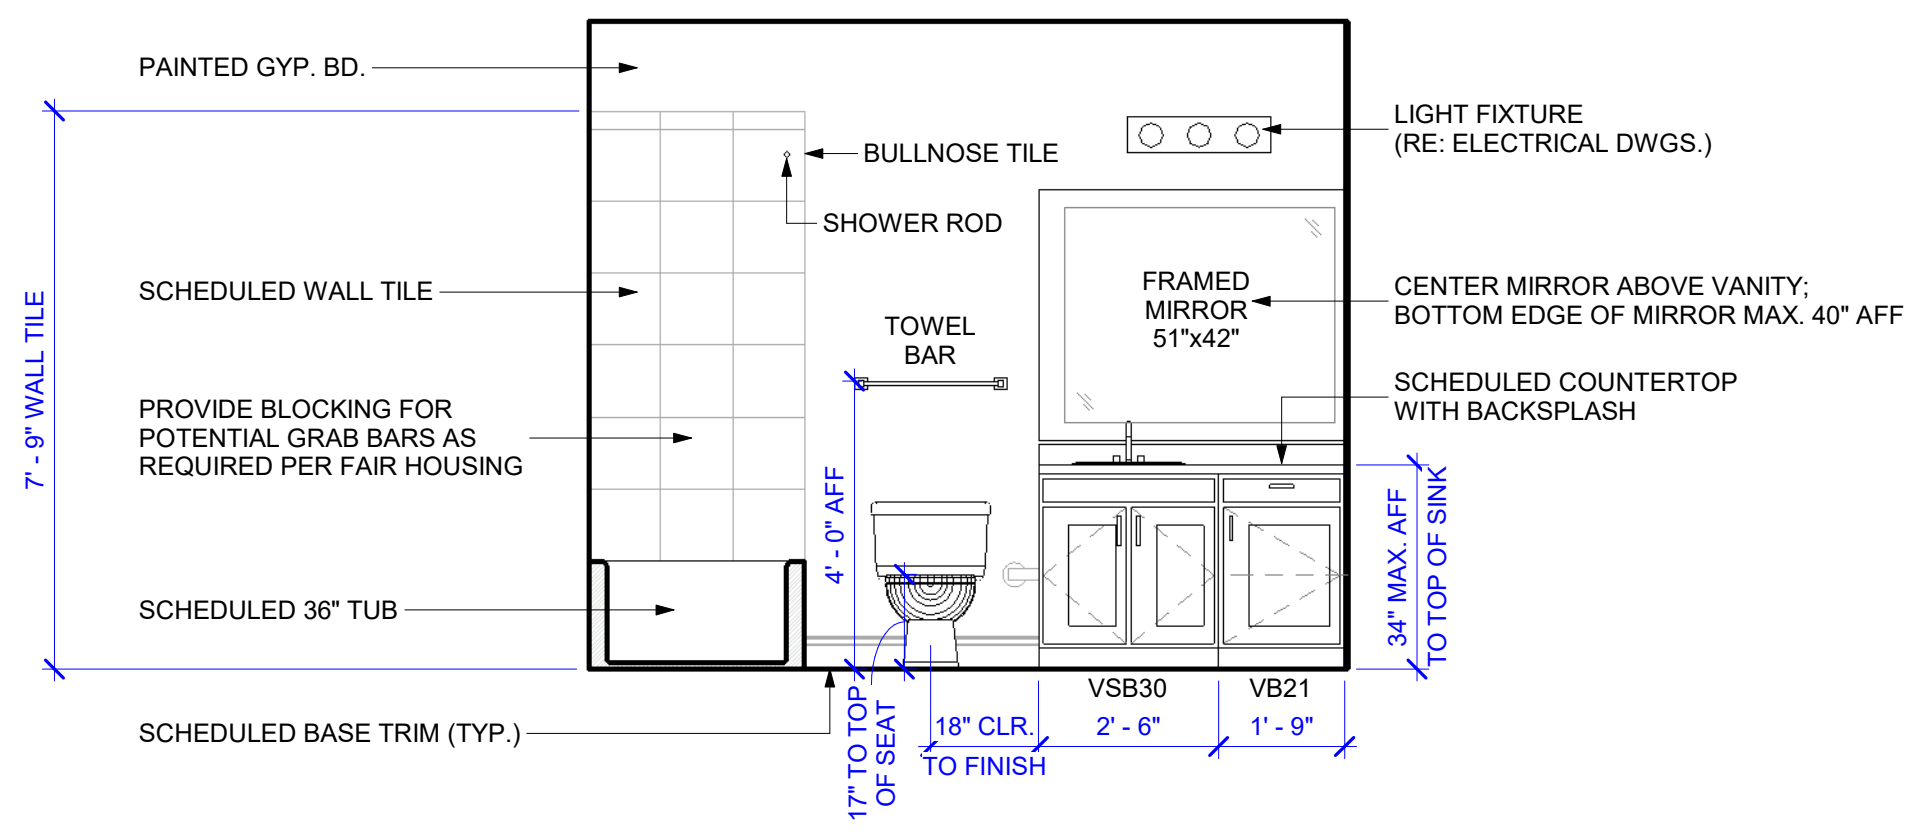 PAINTED GYP. BD.
LIGHT FIXTURE
(RE: ELECTRICAL DWGS.)
BULLNOSE TILE
SHOWER ROD
SCHEDULED WALL TILE
FRAMED
MIRROR
51"x42"
CENTER MIRROR ABOVE VANITY;
BOTTOM EDGE OF MIRROR MAX. 40" AFF
TOWEL
BAR
7' - 9" WALL TILE
SCHEDULED COUNTERTOP
WITH BACKSPLASH
PROVIDE BLOCKING FOR
POTENTIAL GRAB BARS AS
REQUIRED PER FAIR HOUSING
4' - 0" AFF
34" MAX. AFF
TO TOP OF SINK
SCHEDULED 36" TUB
SCHEDULED BASE TRIM (TYP.)
17" TO TOP
OF SEAT
18" CLR.
TO FINISH
VSB30
2' - 6"
VB21
1' - 9"